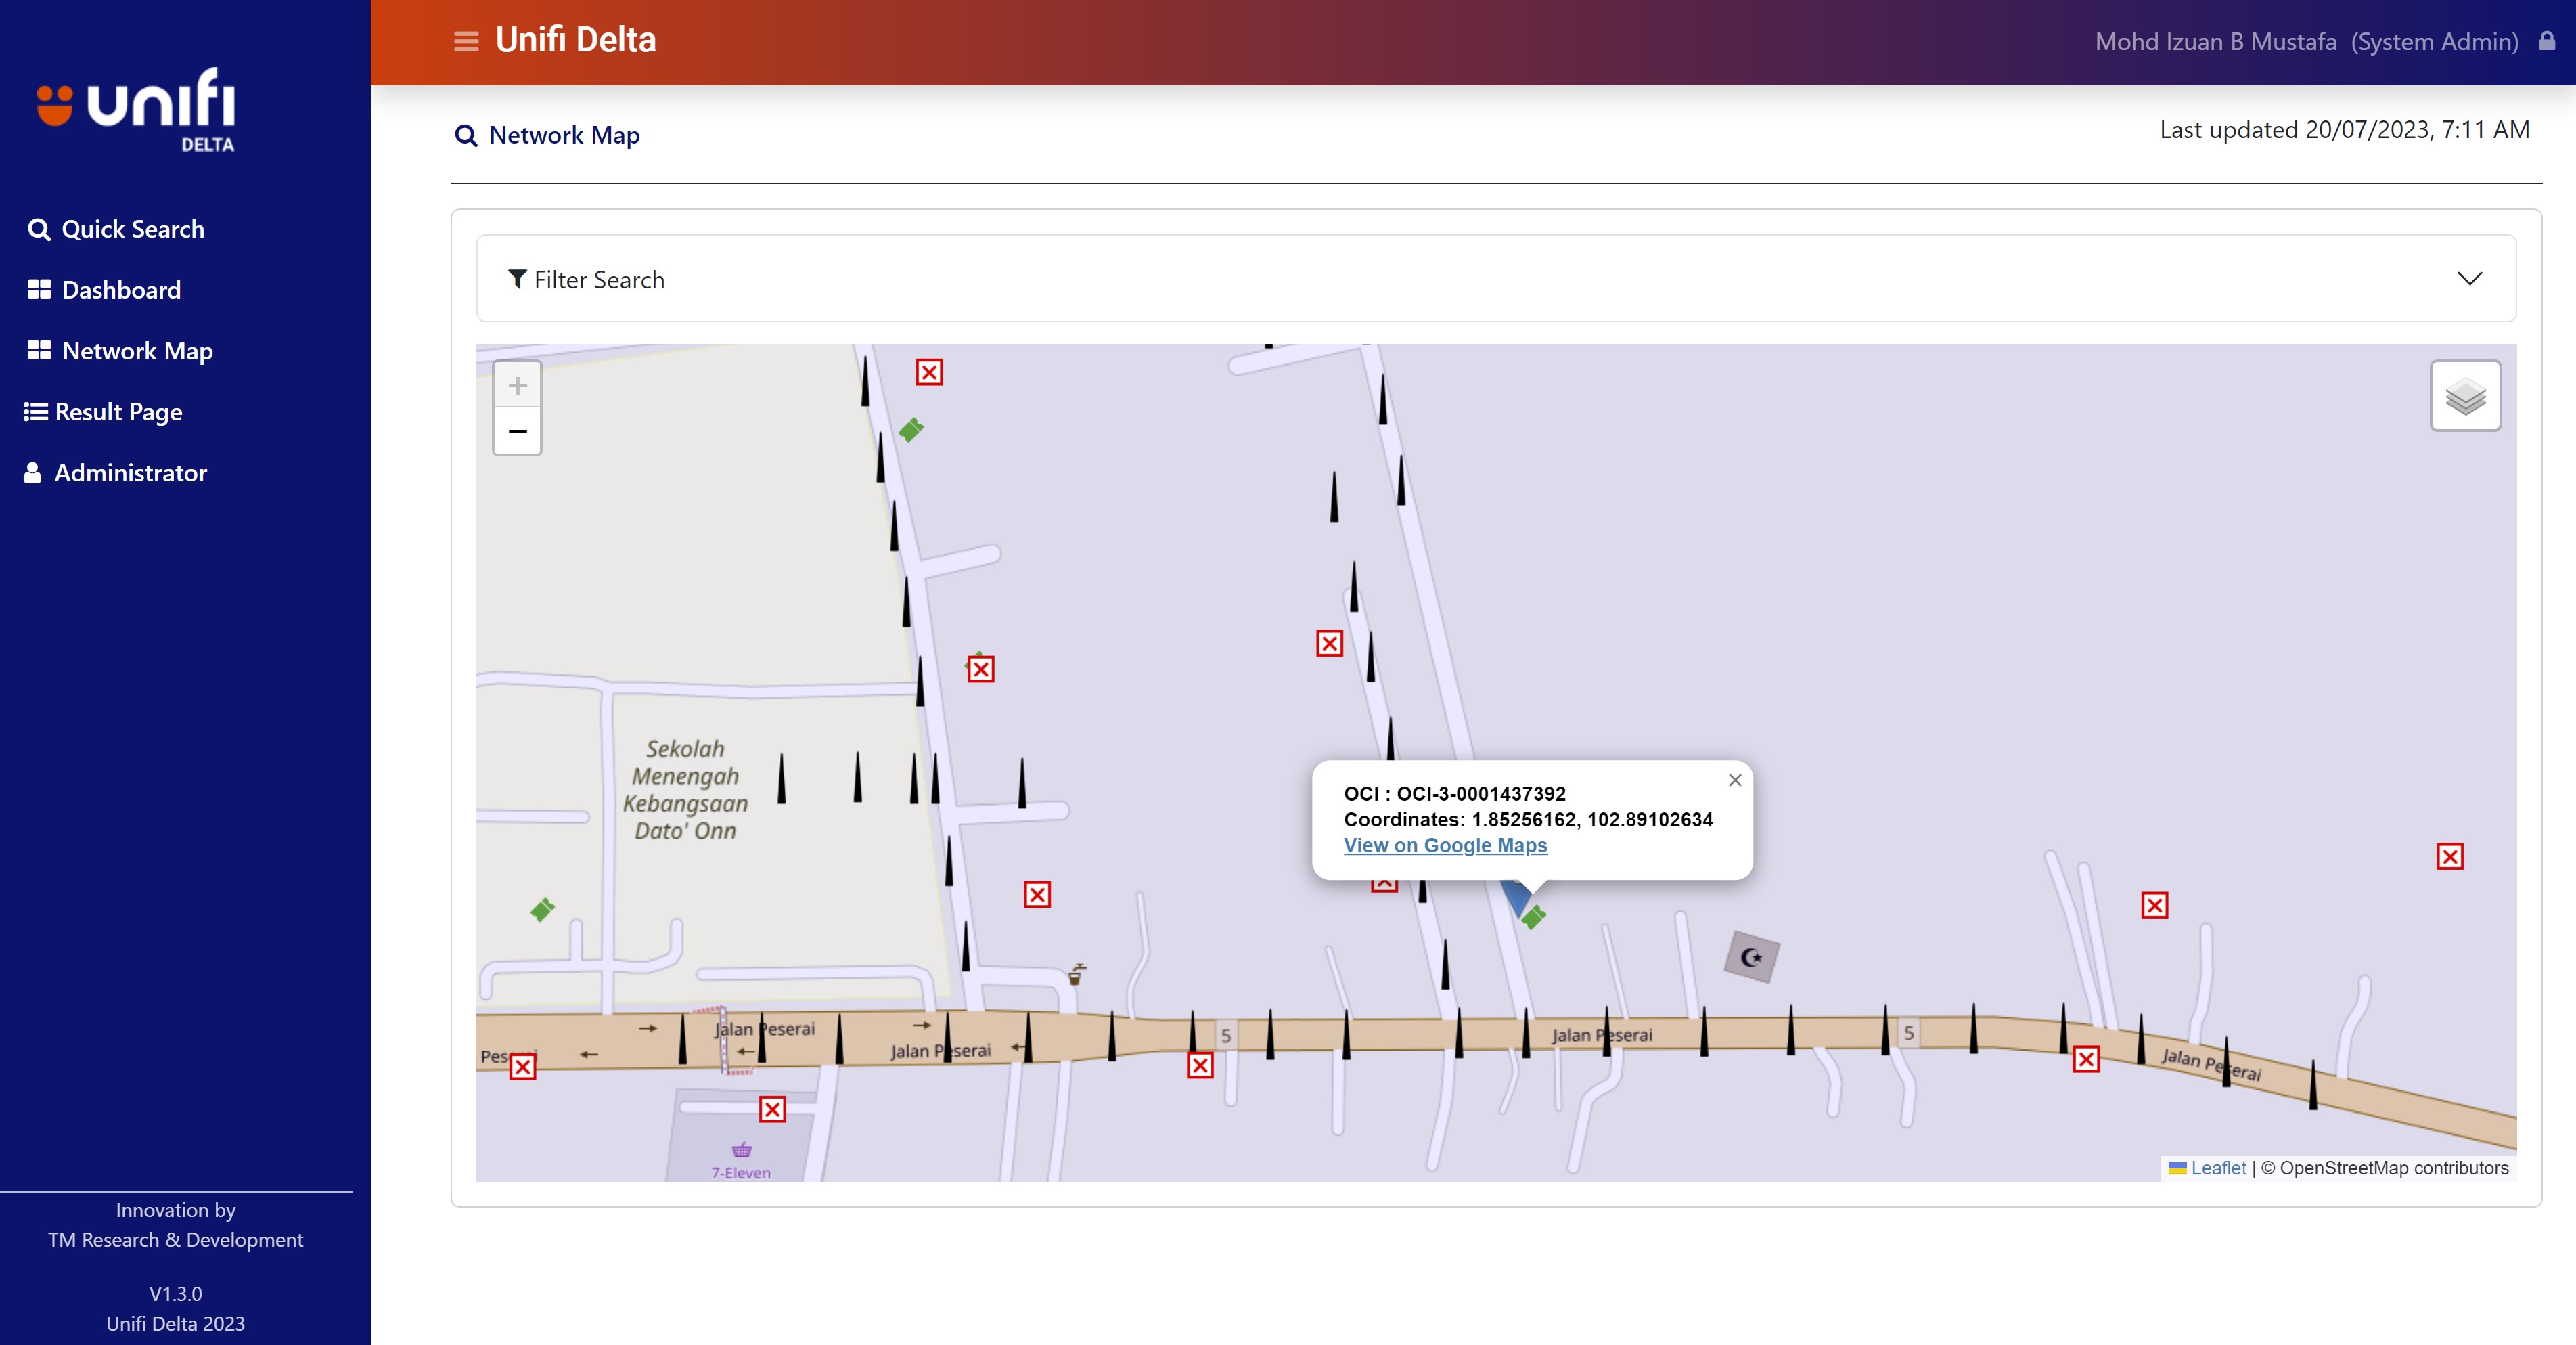 unifi
DELTA
Quick Search
Dashboard
Network Map
Result Page
Administrator
Innovation by
TM Research & Development
V1.3.0
Unifi Delta 2023
Unifi Delta
Mohd Izuan B Mustafa (System Admin)
Network Map
Last updated 20/07/2023, 7:11 AM
Filter Search
+
−
Sekolah
Menengah
Kebangsaan
Dato' Onn
OCI : OCI-3-0001437392
Coordinates: 1.85256162, 102.89102634
View on Google Maps
Jalan Peserai
Jalan Peserai
5
Jalan Peserai
5
Jalan Peserai
7-Eleven
Leaflet | © OpenStreetMap contributors